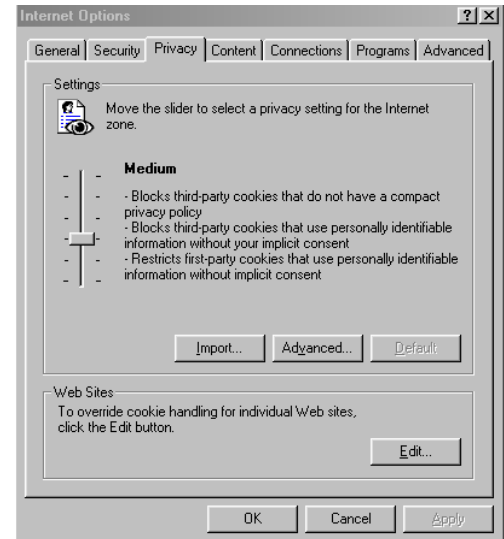 Internet Options
General Security Privacy Content Connections Programs Advanced
Settings
Move the slider to select a privacy setting for the Internet
zone.
Medium
- Blocks third-party cookies that do not have a compact
privacy policy
- Blocks third-party cookies that use personally identifiable
information without your implicit consent
- Restricts first-party cookies that use personally identifiable
information without implicit consent
Import... Advanced... Default
Web Sites
To override cookie handling for individual Web sites,
click the Edit button.
Edit...
OK Cancel Apply